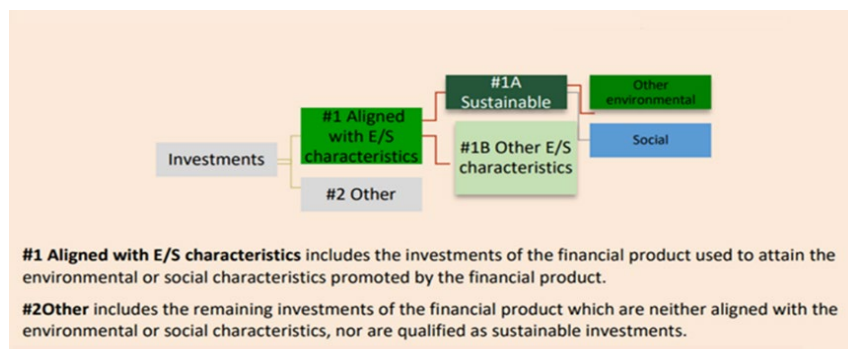 #1A
Sustainable
Other
environmental
#1 Aligned
with E/S
characteristics
Social
#1B Other E/S
characteristics
Investments
#2 Other
#1 Aligned with E/S characteristics includes the investments of the financial product used to attain the
environmental or social characteristics promoted by the financial product.
#2Other includes the remaining investments of the financial product which are neither aligned with the
environmental or social characteristics, nor are qualified as sustainable investments.